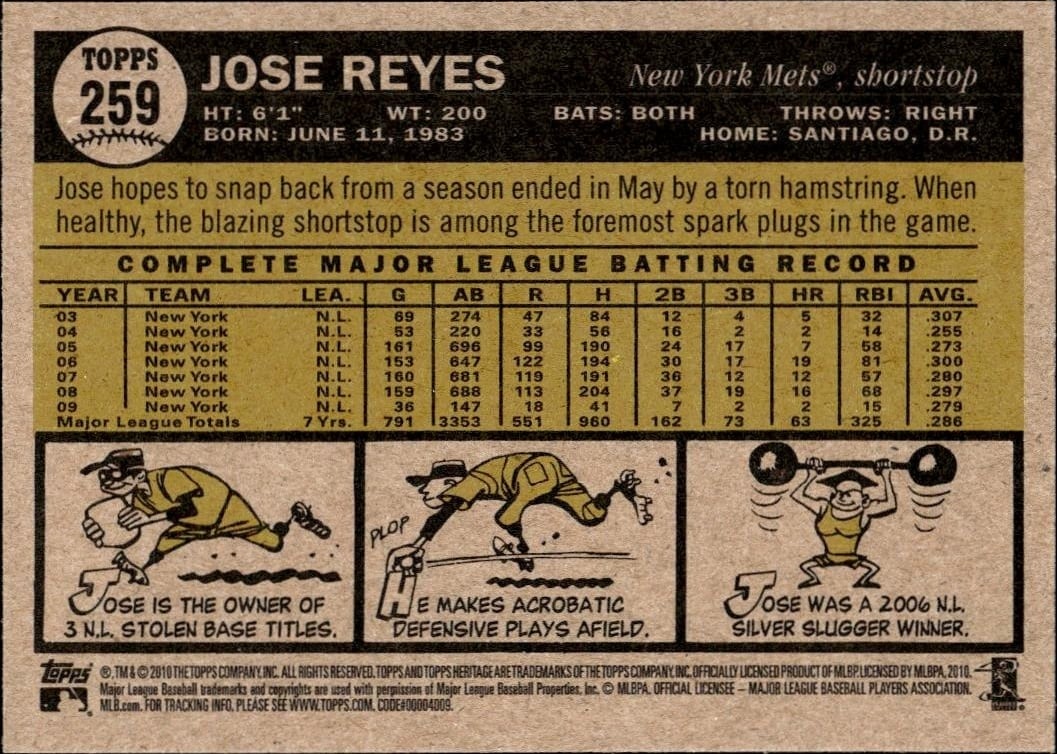 TOPPS
259
JOSE REYES
New York Mets®, shortstop
HT: 6'1" WT: 200 BATS: BOTH THROWS: RIGHT
BORN: JUNE 11, 1983 HOME: SANTIAGO, D.R.
Jose hopes to snap back from a season ended in May by a torn hamstring. When
healthy, the blazing shortstop is among the foremost spark plugs in the game.
COMPLETE MAJOR LEAGUE BATTING RECORD
YEAR TEAM LEA. G AB R H 2B 3B HR RBI AVG.
03 New York N.L. 69 274 47 84 12 4 5 32 .307
04 New York N.L. 53 220 33 56 16 2 2 14 .255
05 New York N.L. 161 696 99 190 24 17 7 58 .273
06 New York N.L. 153 647 122 194 30 17 19 81 .300
07 New York N.L. 160 681 119 191 36 12 12 57 .280
08 New York N.L. 159 688 113 204 37 19 16 68 .297
09 New York N.L. 36 147 18 41 7 2 2 15 .279
Major League Totals 7 Yrs. 791 3353 551 960 162 73 63 325 .286
JOSE IS THE OWNER OF
3 N.L. STOLEN BASE TITLES.
PLOP
HE MAKES ACROBATIC
DEFENSIVE PLAYS AFIELD.
JOSE WAS A 2006 N.L.
SILVER SLUGGER WINNER.
topps ®, TM & © 2010 THE TOPPS COMPANY, INC. ALL RIGHTS RESERVED. TOPPS AND TOPPS HERITAGE ARE TRADEMARKS OF THE TOPPS COMPANY, INC. OFFICIALLY LICENSED PRODUCT OF MLBP. LICENSED BY MLBPA, 2010.
Major League Baseball trademarks and copyrights are used with permission of Major League Baseball Properties, Inc. © MLBPA. OFFICIAL LICENSEE – MAJOR LEAGUE BASEBALL PLAYERS ASSOCIATION.
MLB.com. FOR TRACKING INFO, PLEASE SEE WWW.TOPPS.COM. CODE#00004009.